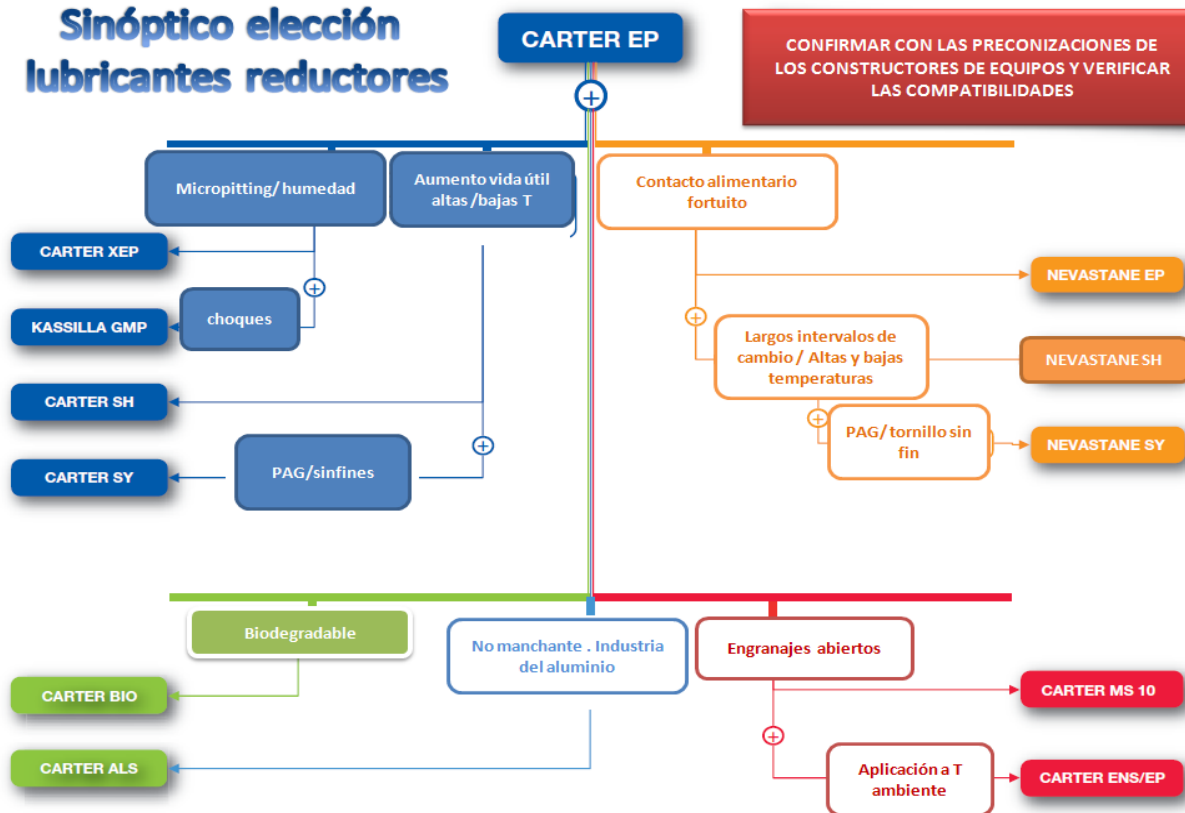 Sinóptico elección
lubricantes reductores
CARTER EP
CONFIRMAR CON LAS PRECONIZACIONES DE
LOS CONSTRUCTORES DE EQUIPOS Y VERIFICAR
LAS COMPATIBILIDADES
+
Micropitting/ humedad
Aumento vida útil
altas /bajas T
Contacto alimentario
fortuito
CARTER XEP
+
NEVASTANE EP
choques
KASSILLA GMP
+
Largos intervalos de
cambio / Altas y bajas
temperaturas
NEVASTANE SH
CARTER SH
+
PAG/ tornillo sin
fin
NEVASTANE SY
+
PAG/sinfines
CARTER SY
Biodegradable
No manchante . Industria
del aluminio
Engranajes abiertos
CARTER BIO
CARTER MS 10
+
CARTER ALS
Aplicación a T
ambiente
CARTER ENS/EP